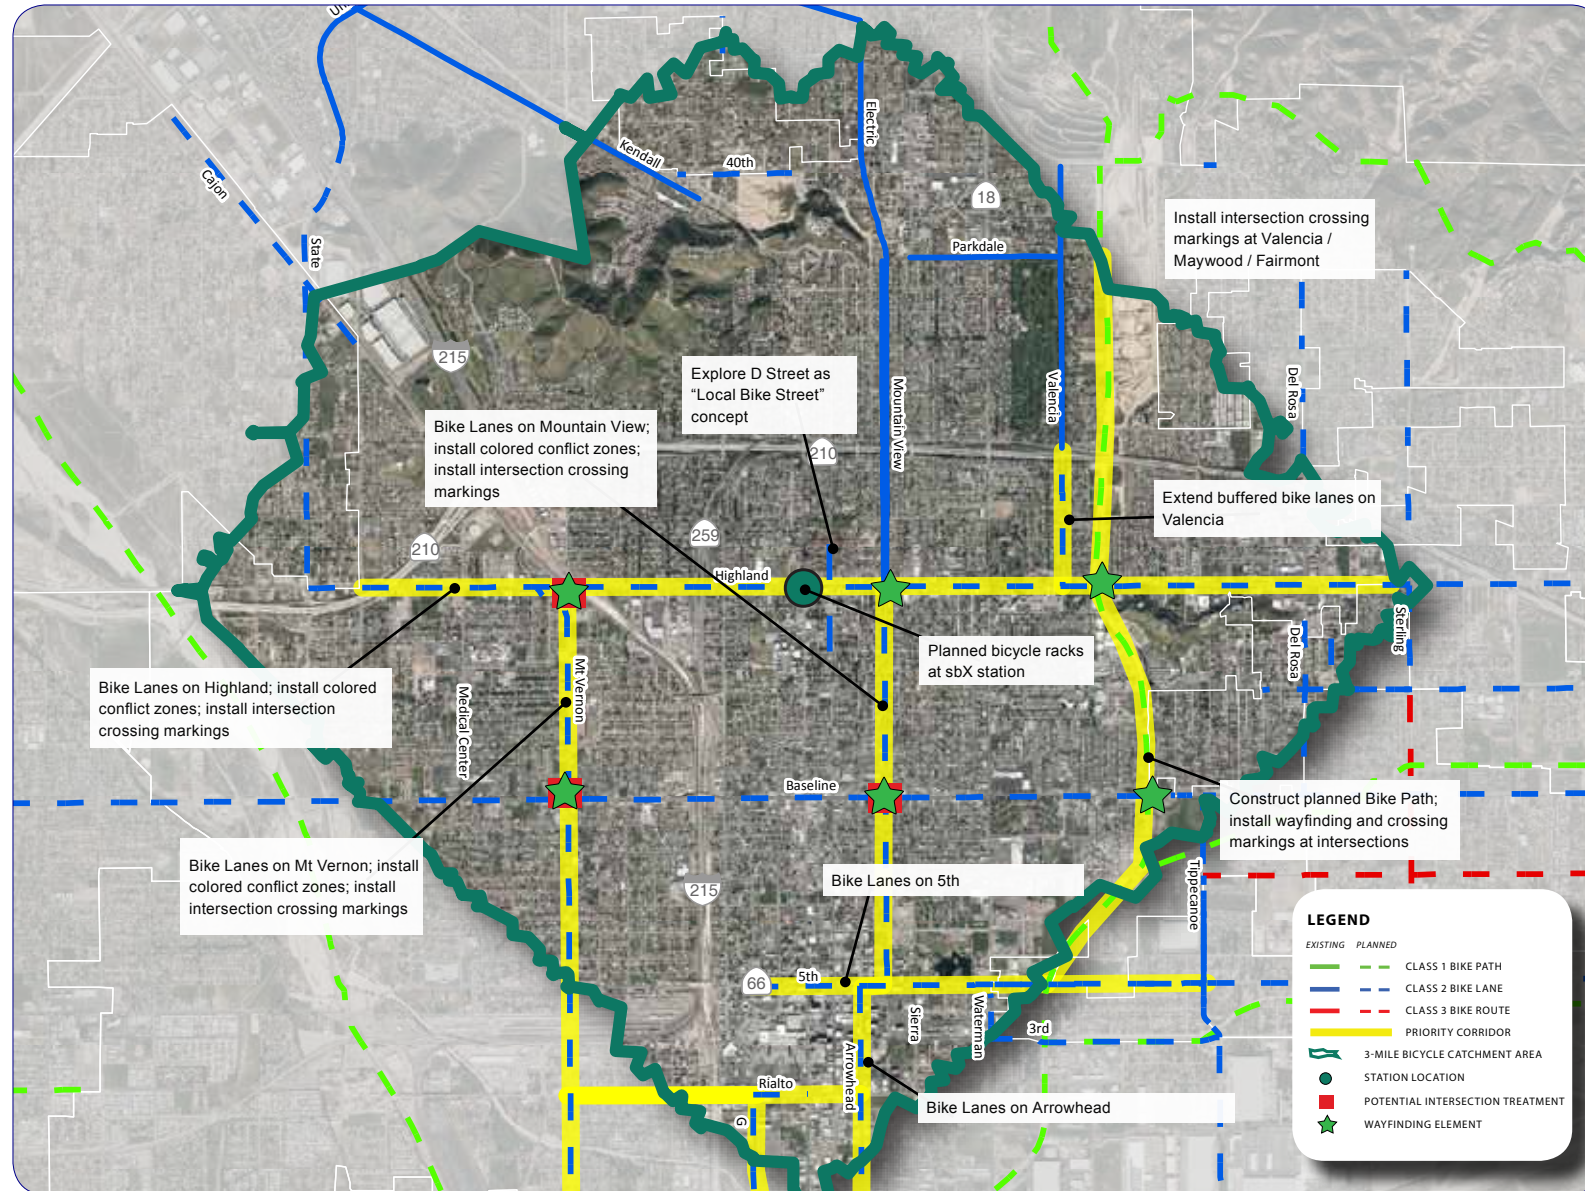 Electric
Kendall
40th
Cajon
18
State
Parkdale
Install intersection crossing
markings at Valencia /
Maywood / Fairmont
215
Explore D Street as
“Local Bike Street”
concept
Mountain View
Valencia
Del Rosa
Bike Lanes on Mountain View;
install colored conflict zones;
install intersection crossing
markings
210
Extend buffered bike lanes on
Valencia
259
210
Highland
Sterling
Del Rosa
Planned bicycle racks
at sbX station
Mt Vernon
Medical Center
Bike Lanes on Highland; install colored
conflict zones; install intersection
crossing markings
Baseline
Construct planned Bike Path;
install wayfinding and crossing
markings at intersections
Bike Lanes on Mt Vernon; install
colored conflict zones; install
intersection crossing markings
215
Bike Lanes on 5th
Tippecanoe
66
5th
Sierra
Waterman
3rd
Arrowhead
Rialto
G
Bike Lanes on Arrowhead
LEGEND
EXISTING PLANNED
CLASS 1 BIKE PATH
CLASS 2 BIKE LANE
CLASS 3 BIKE ROUTE
PRIORITY CORRIDOR
3-MILE BICYCLE CATCHMENT AREA
STATION LOCATION
POTENTIAL INTERSECTION TREATMENT
WAYFINDING ELEMENT